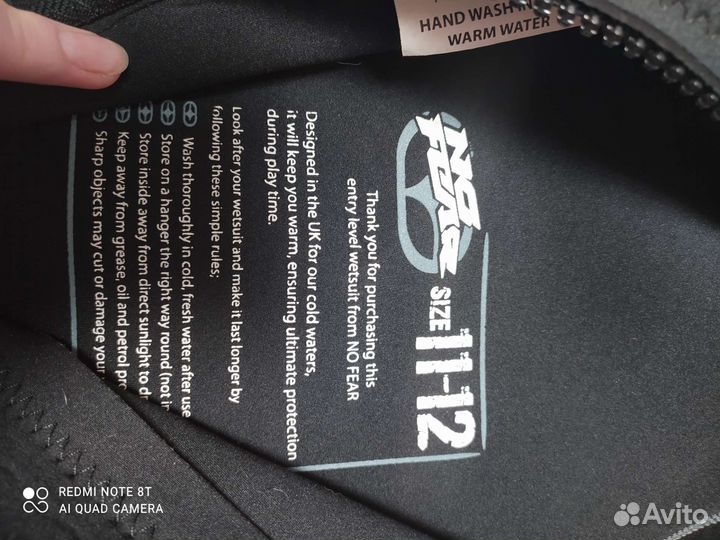 HAND WASH IN
WARM WATER
NO
FEAR
SIZE 11-12
Thank you for purchasing this
entry level wetsuit from NO FEAR
Designed in the UK for our cold waters,
it will keep you warm, ensuring ultimate protection
during play time.
Look after your wetsuit and make it last longer by
following these simple rules;
Wash thoroughly in cold, fresh water after use
Store on a hanger the right way round (not in
Store inside away from direct sunlight to
Keep away from grease, oil and petrol
Sharp objects may cut or damage your
REDMI NOTE 8T
AI QUAD CAMERA
Avito